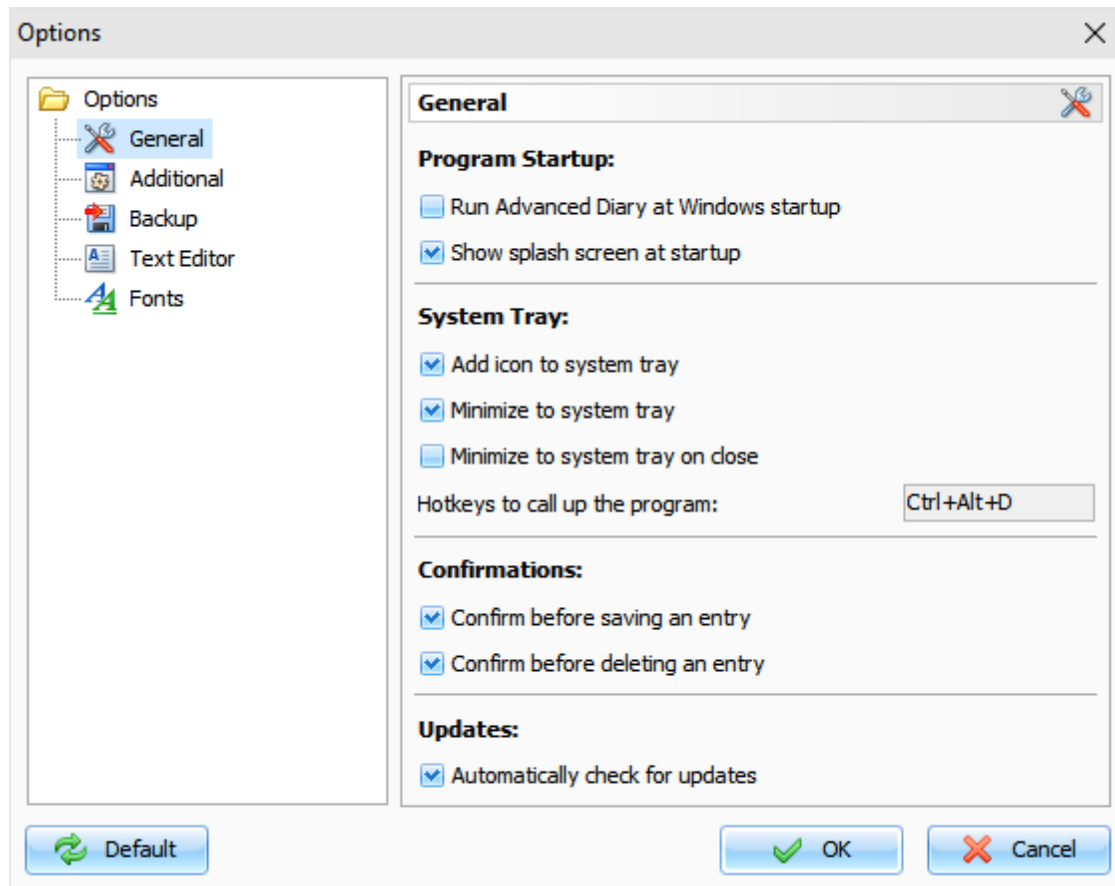 Options
Options
General
Additional
Backup
Text Editor
Fonts
General
Program Startup:
Run Advanced Diary at Windows startup
Show splash screen at startup
System Tray:
Add icon to system tray
Minimize to system tray
Minimize to system tray on close
Hotkeys to call up the program: Ctrl+Alt+D
Confirmations:
Confirm before saving an entry
Confirm before deleting an entry
Updates:
Automatically check for updates
Default OK Cancel